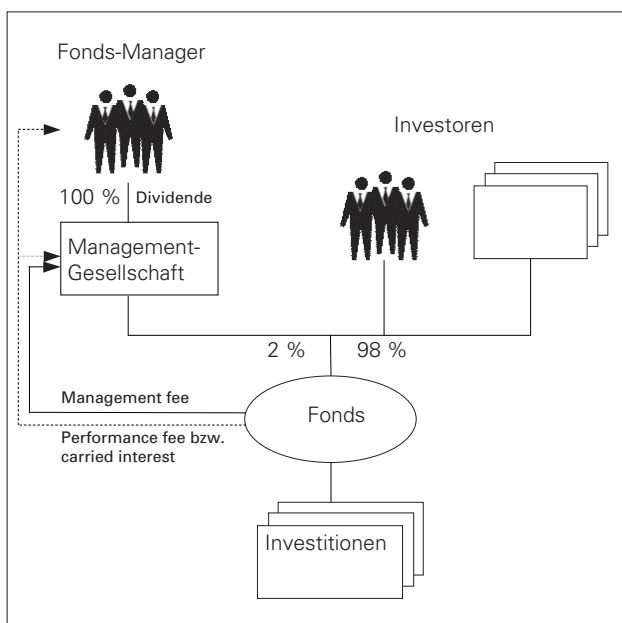 Fonds-Manager
Investoren
100 % Dividende
Management-
Gesellschaft
2 % 98 %
Management fee
Fonds
Performance fee bzw.
carried interest
Investitionen